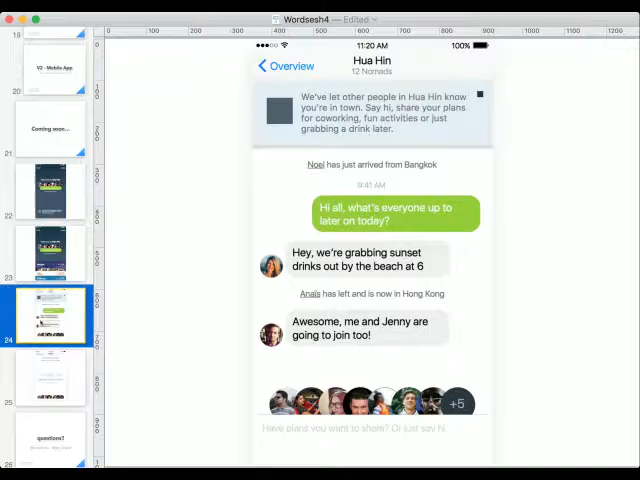 Wordsesh4 — Edited
0 100 200 300 400 500 600 700 800 900 1000 1100 1200
19
V2 - Mobile App
20
Coming soon...
21
22
23
24
25
questions?
26
11:20 AM 100%
Overview
Hua Hin
12 Nomads
We've let other people in Hua Hin know
you're in town. Say hi, share your plans
for coworking, fun activities or just
grabbing a drink later.
Noel has just arrived from Bangkok
9:41 AM
Hi all, what's everyone up to
later on today?
Hey, we're grabbing sunset
drinks out by the beach at 6
Anaïs has left and is now in Hong Kong
Awesome, me and Jenny are
going to join too!
+5
Have plans you want to share? Or just say hi.